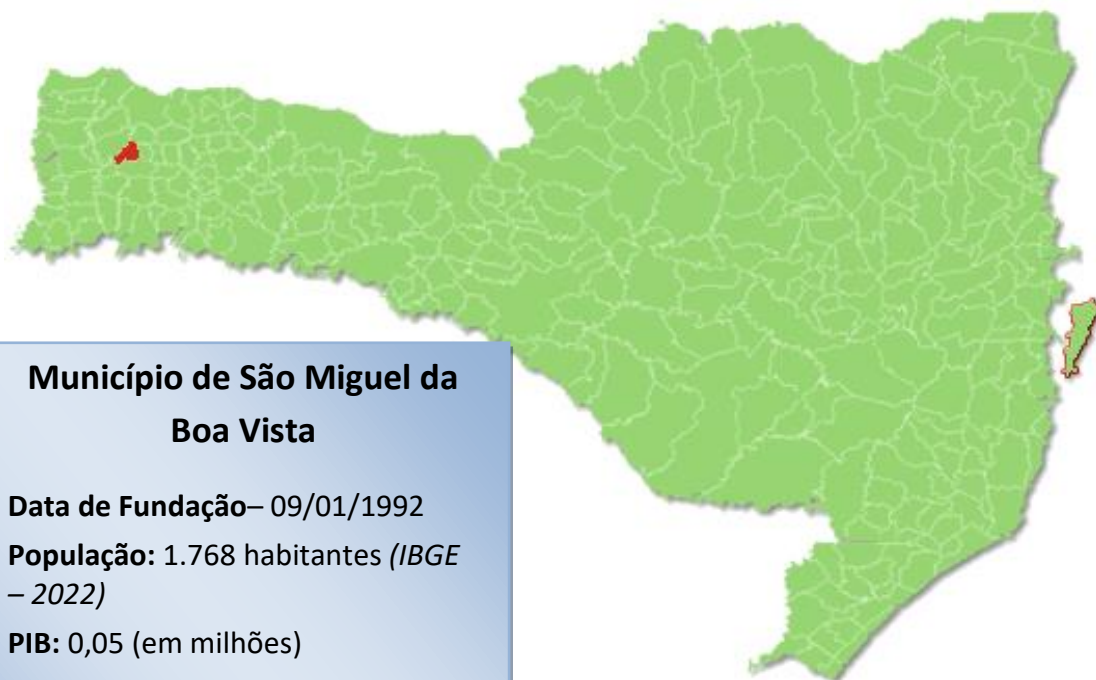 Município de São Miguel da
Boa Vista
Data de Fundação– 09/01/1992
População: 1.768 habitantes (IBGE
– 2022)
PIB: 0,05 (em milhões)